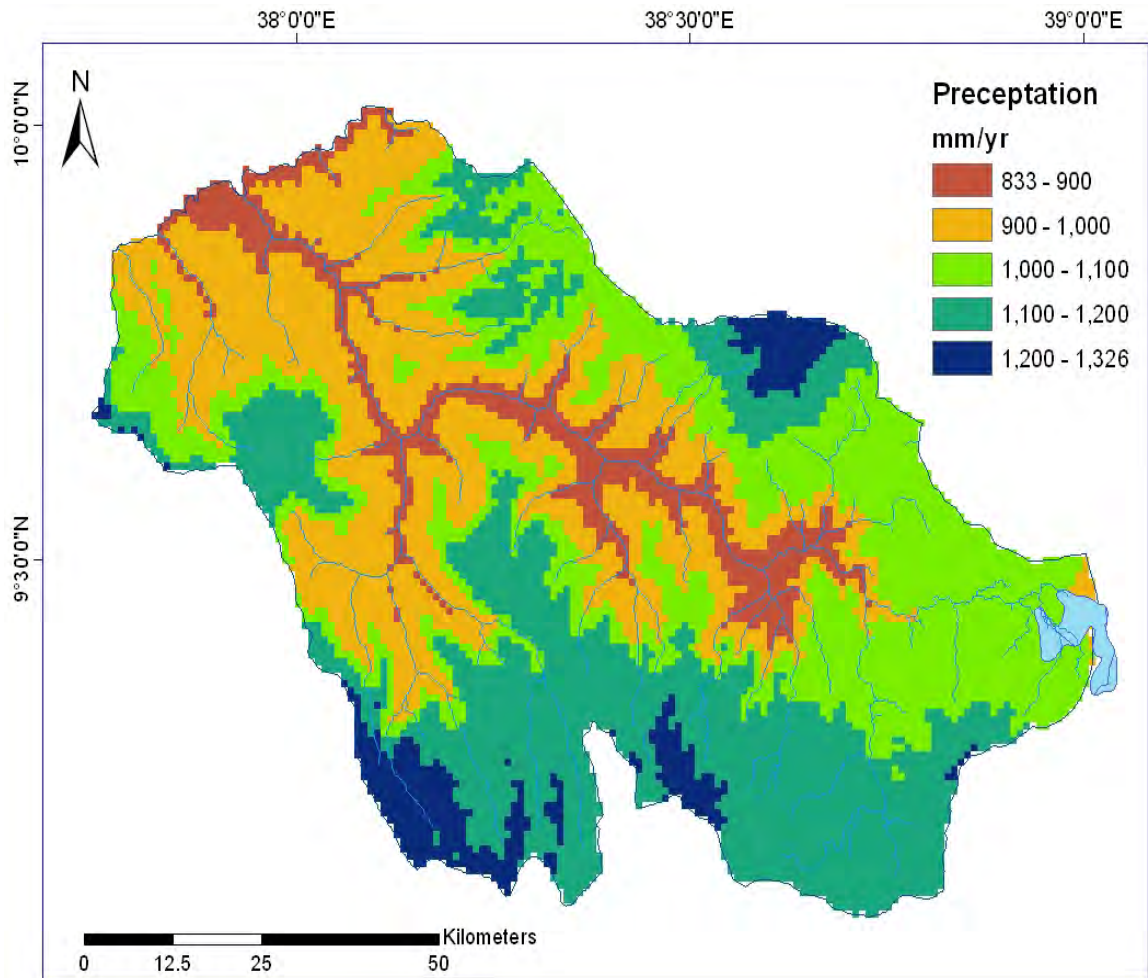 38°0'0"E 38°30'0"E 39°0'0"E
10°0'0"N
9°30'0"N
N
Preceptation
mm/yr
833 - 900
900 - 1,000
1,000 - 1,100
1,100 - 1,200
1,200 - 1,326
Kilometers
0 12.5 25 50